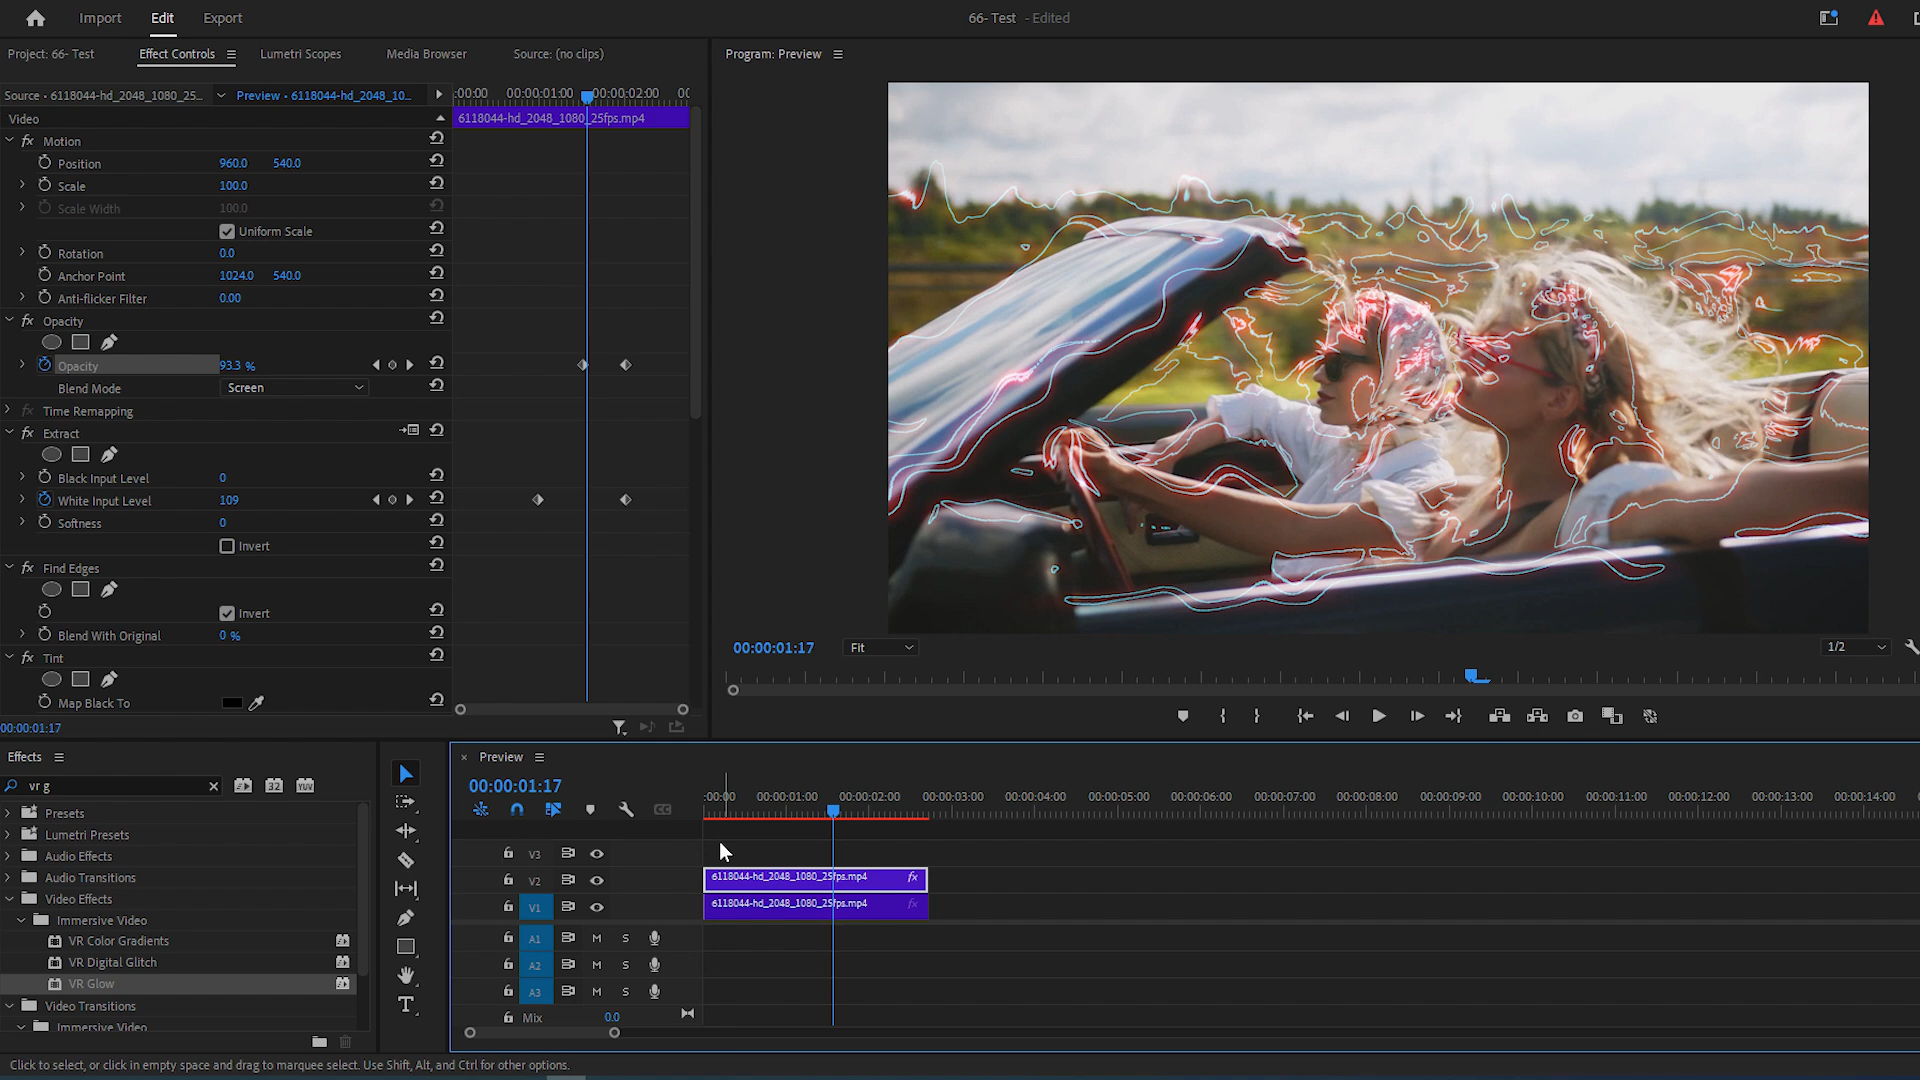 Import Edit Export 66- Test - Edited
Project: 66- Test Effect Controls Lumetri Scopes Media Browser Source: (no clips) Program: Preview
Source • 6118044-hd_2048_1080_25... Preview • 6118044-hd_2048_10... :00:00 00:00:01:00 00:00:02:00 00
Video 6118044-hd_2048_1080_25fps.mp4
fx Motion
Position 960.0 540.0
Scale 100.0
Scale Width 100.0
Uniform Scale
Rotation 0.0
Anchor Point 1024.0 540.0
Anti-flicker Filter 0.00
fx Opacity
Opacity 93.3 %
Blend Mode Screen
fx Time Remapping
fx Extract
Black Input Level 0
White Input Level 109
Softness 0
Invert
fx Find Edges
Invert
Blend With Original 0 %
fx Tint
Map Black To
00:00:01:17
00:00:01:17 Fit 1/2
Effects
vr g 32 YUV
Presets
Lumetri Presets
Audio Effects
Audio Transitions
Video Effects
Immersive Video
VR Color Gradients
VR Digital Glitch
VR Glow
Video Transitions
Immersive Video
× Preview
00:00:01:17
CC
:00:00 00:00:01:00 00:00:02:00 00:00:03:00 00:00:04:00 00:00:05:00 00:00:06:00 00:00:07:00 00:00:08:00 00:00:09:00 00:00:10:00 00:00:11:00 00:00:12:00 00:00:13:00 00:00:14:00
V3
V2 6118044-hd_2048_1080_25fps.mp4 fx
V1 6118044-hd_2048_1080_25fps.mp4 fx
A1 M S
A2 M S
A3 M S
Mix 0.0
Click to select, or click in empty space and drag to marquee select. Use Shift, Alt, and Ctrl for other options.